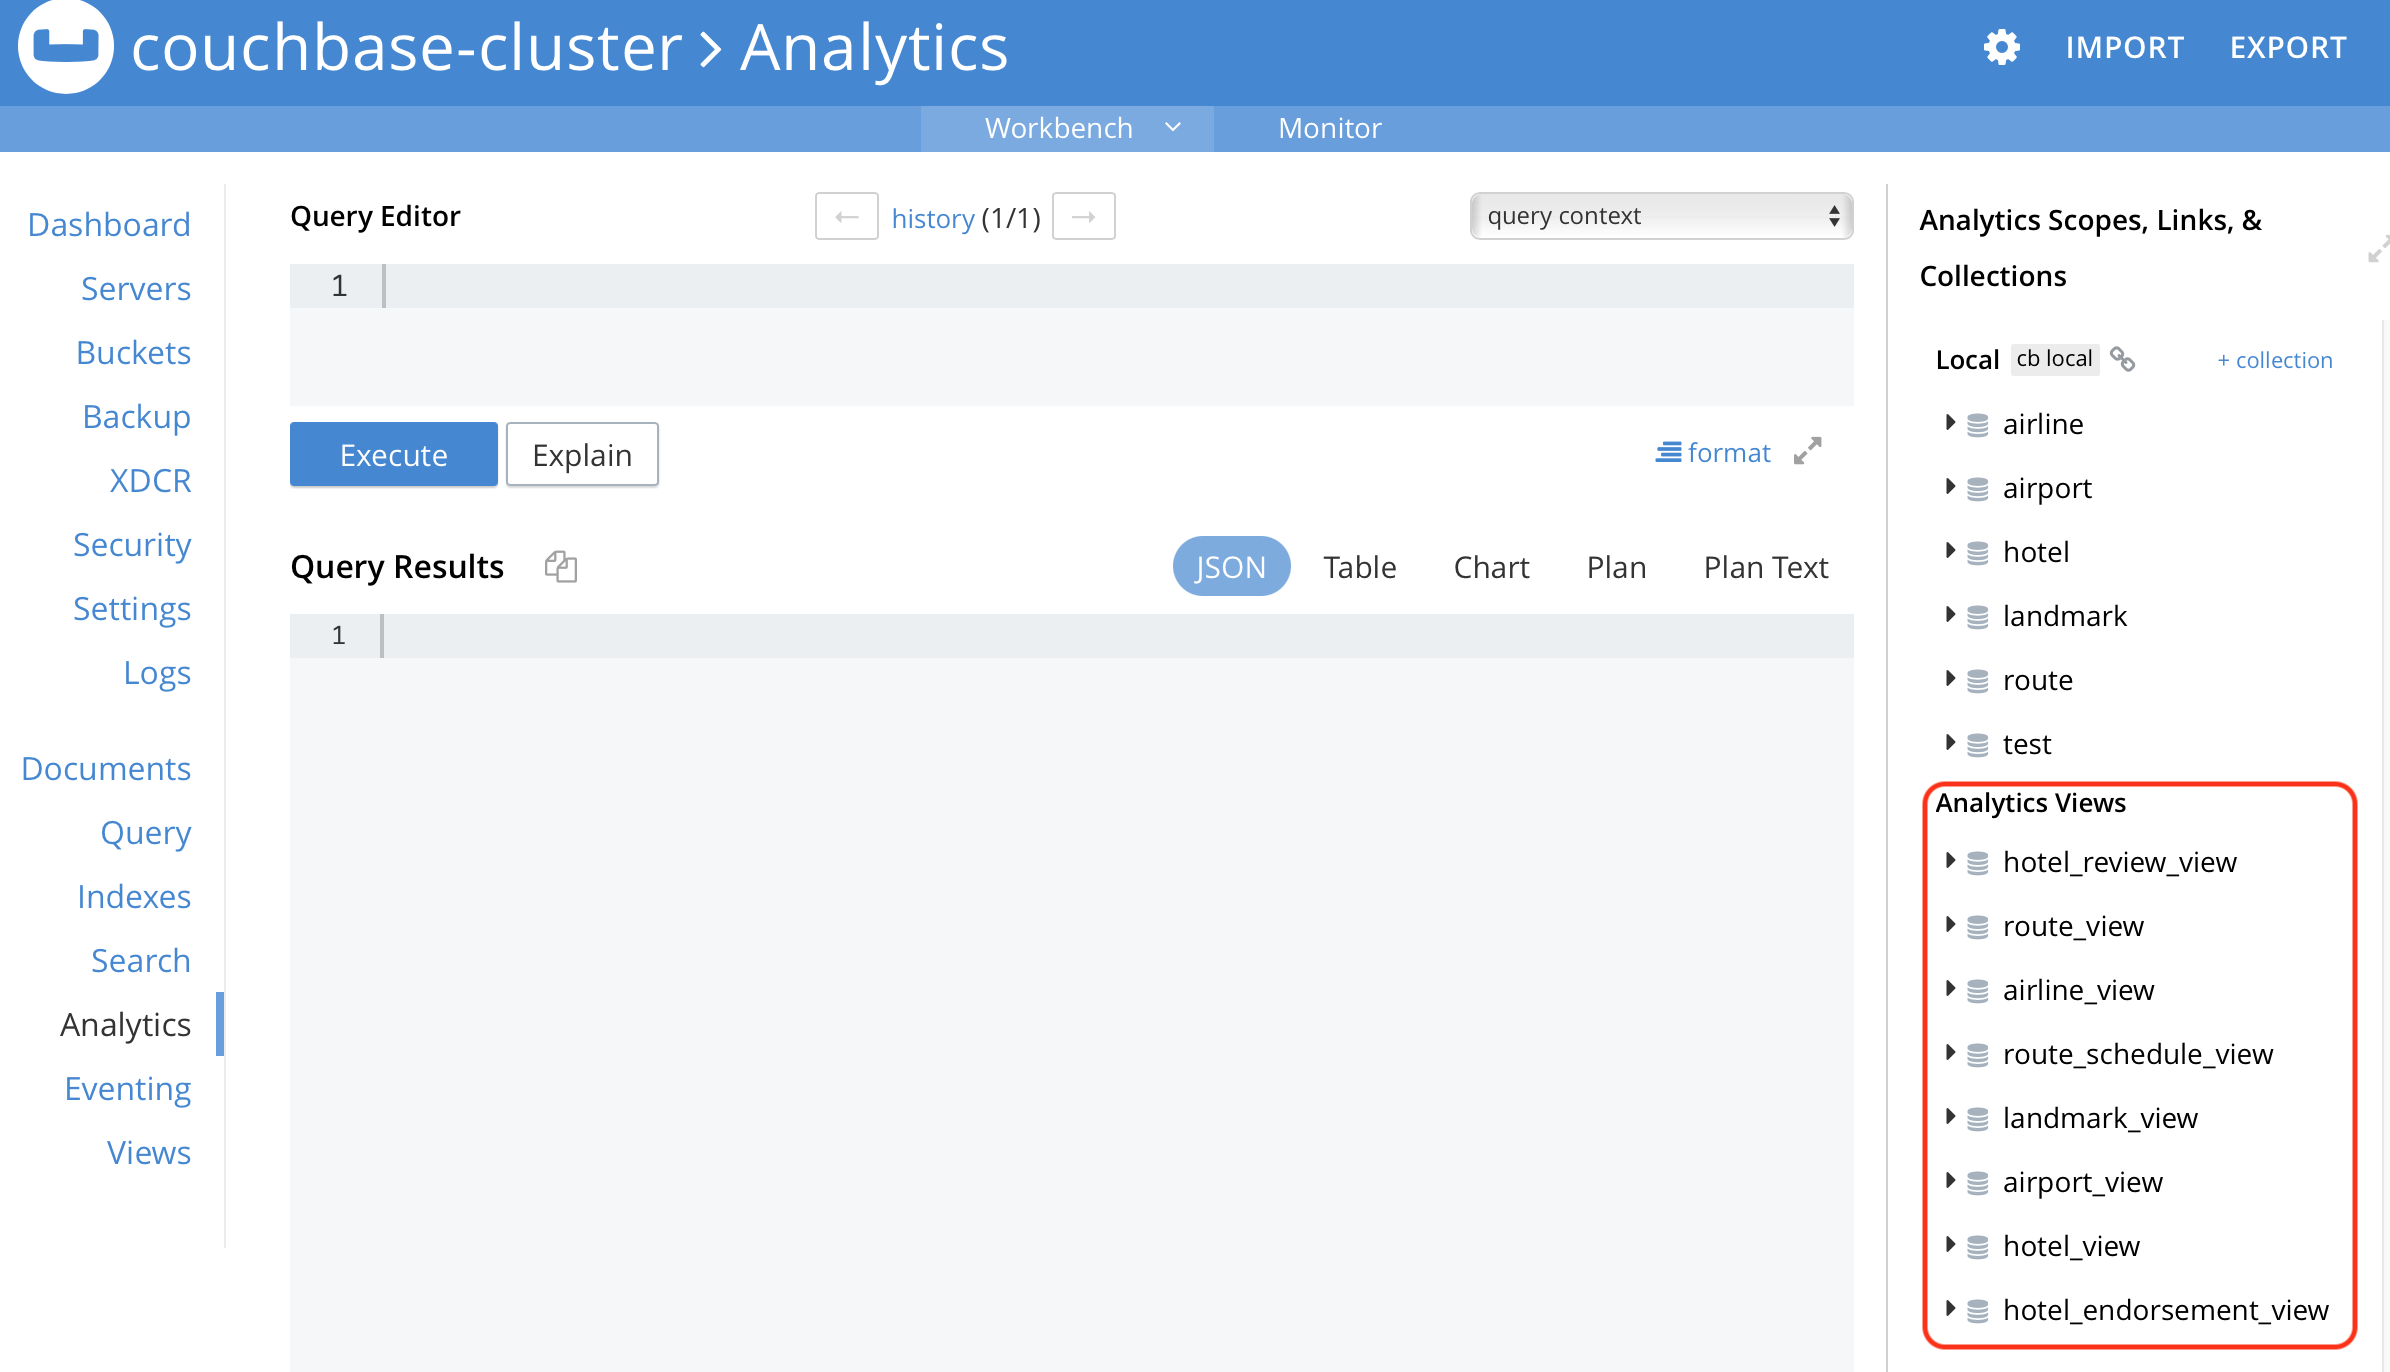 couchbase-cluster > Analytics
IMPORT EXPORT
Workbench Monitor
Dashboard
Servers
Buckets
Backup
XDCR
Security
Settings
Logs
Documents
Query
Indexes
Search
Analytics
Eventing
Views
Query Editor
← history (1/1) →
query context
1
Execute Explain
format
Query Results
JSON Table Chart Plan Plan Text
1
Analytics Scopes, Links, &
Collections
Local cb local + collection
airline
airport
hotel
landmark
route
test
Analytics Views
hotel_review_view
route_view
airline_view
route_schedule_view
landmark_view
airport_view
hotel_view
hotel_endorsement_view